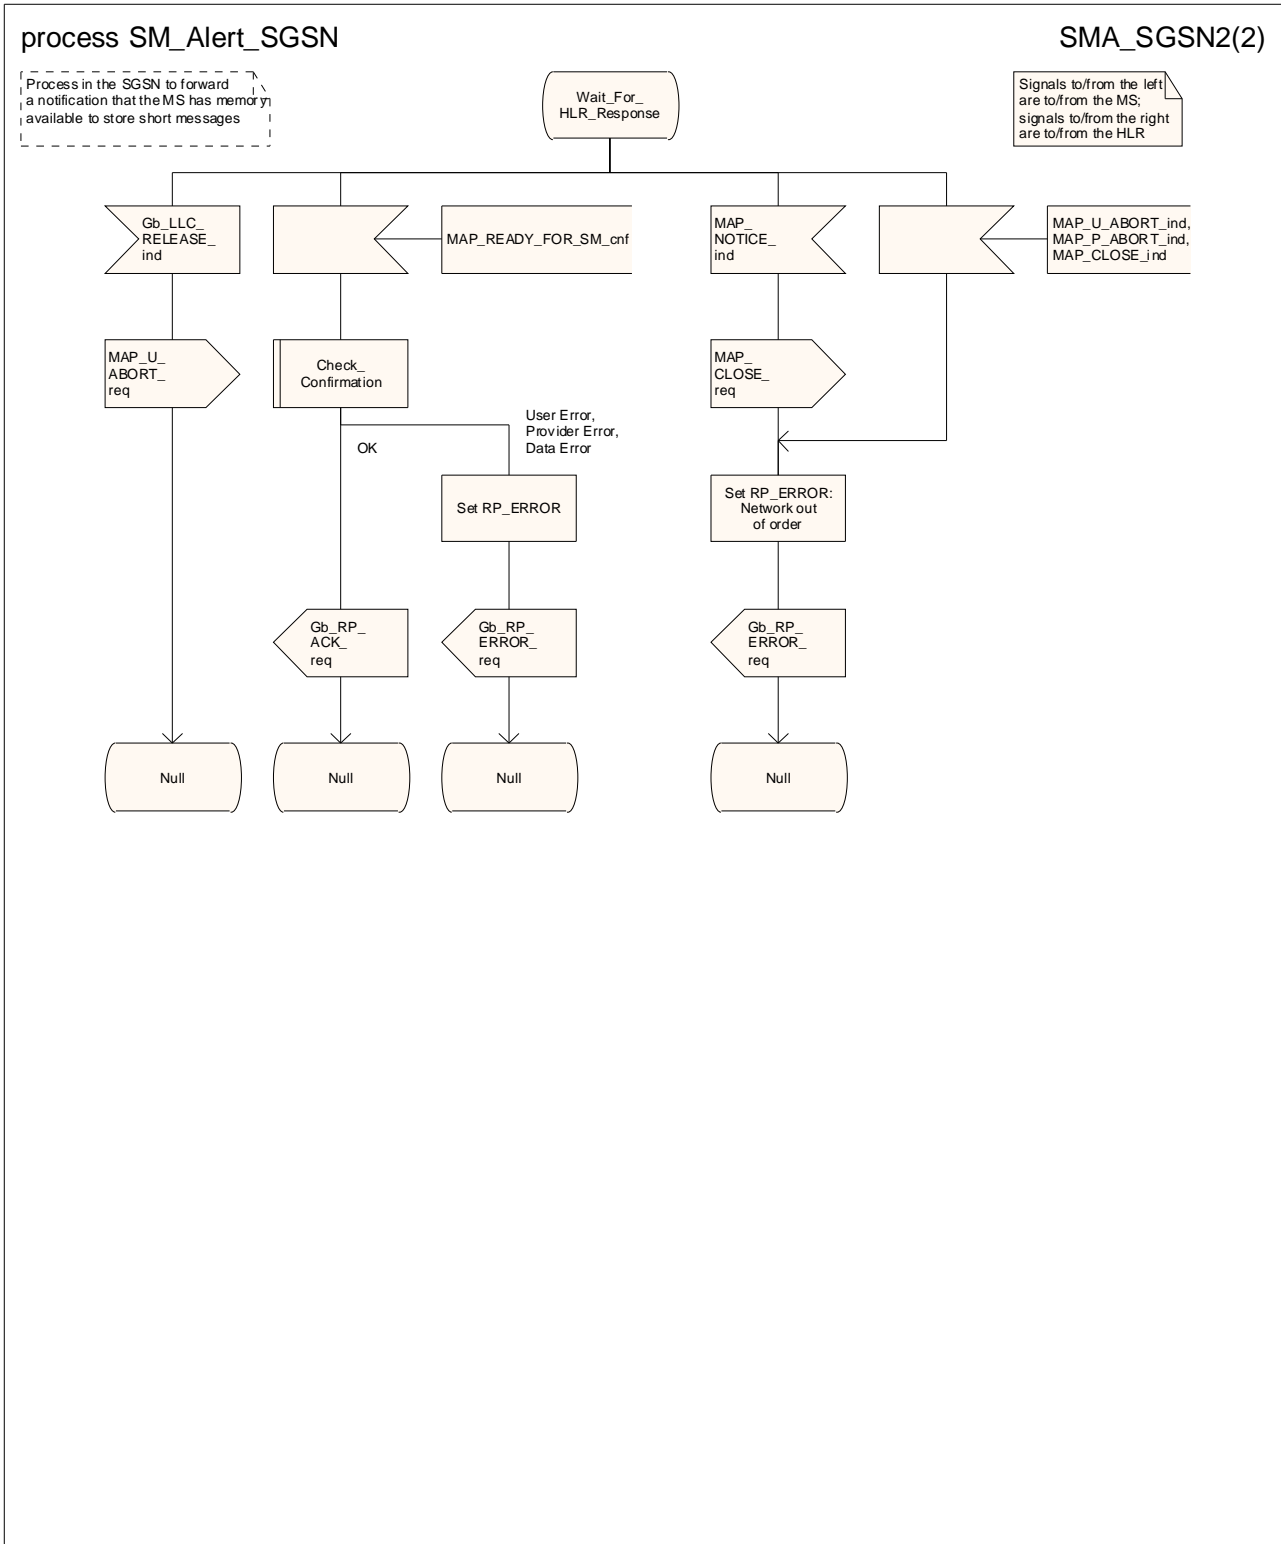 process SM_Alert_SGSN
SMA_SGSN2(2)
Process in the SGSN to forward
a notification that the MS has memory
available to store short messages
Wait_For_
HLR_Response
Signals to/from the left
are to/from the MS;
signals to/from the right
are to/from the HLR
Gb_LLC_
RELEASE_
ind
MAP_READY_FOR_SM_cnf
MAP_
NOTICE_
ind
MAP_U_ABORT_ind,
MAP_P_ABORT_ind,
MAP_CLOSE_ind
MAP_U_
ABORT_
req
Check_
Confirmation
MAP_
CLOSE_
req
OK
User Error,
Provider Error,
Data Error
Set RP_ERROR
Set RP_ERROR:
Network out
of order
Gb_RP_
ACK_
req
Gb_RP_
ERROR_
req
Gb_RP_
ERROR_
req
Null
Null
Null
Null